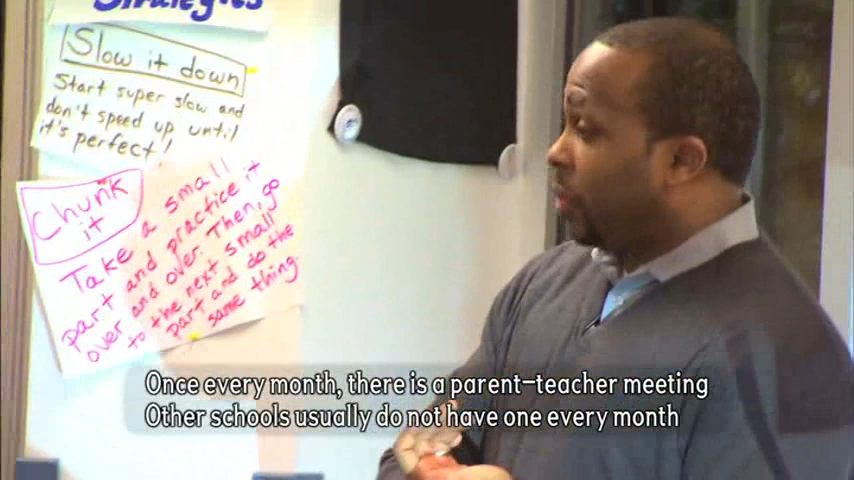 Strategies
Slow it down
Start super slow and
don't speed up until
it's perfect!
Chunk
it
Take a small
part and practice it
over and over. Then, go
to the next small
part and do the
same thing.
Once every month, there is a parent-teacher meeting
Other schools usually do not have one every month